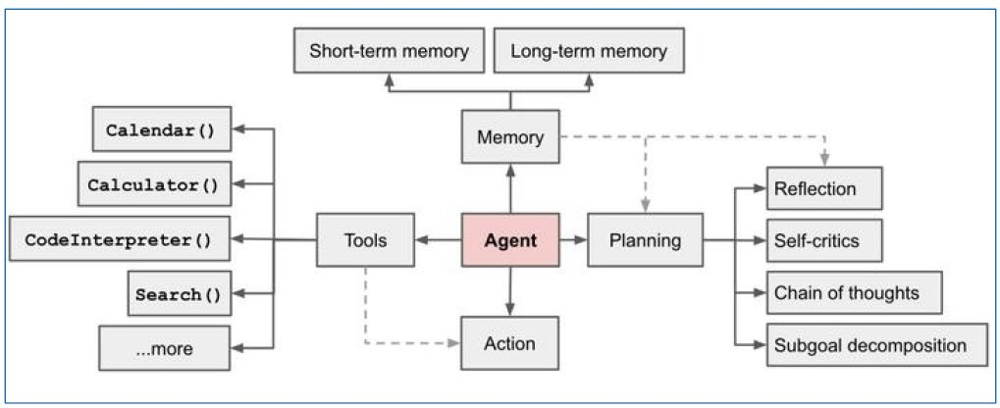 Short-term memory
Long-term memory
Calendar()
Memory
Calculator()
Reflection
CodeInterpreter()
Tools
Agent
Planning
Self-critics
Search()
Chain of thoughts
...more
Action
Subgoal decomposition